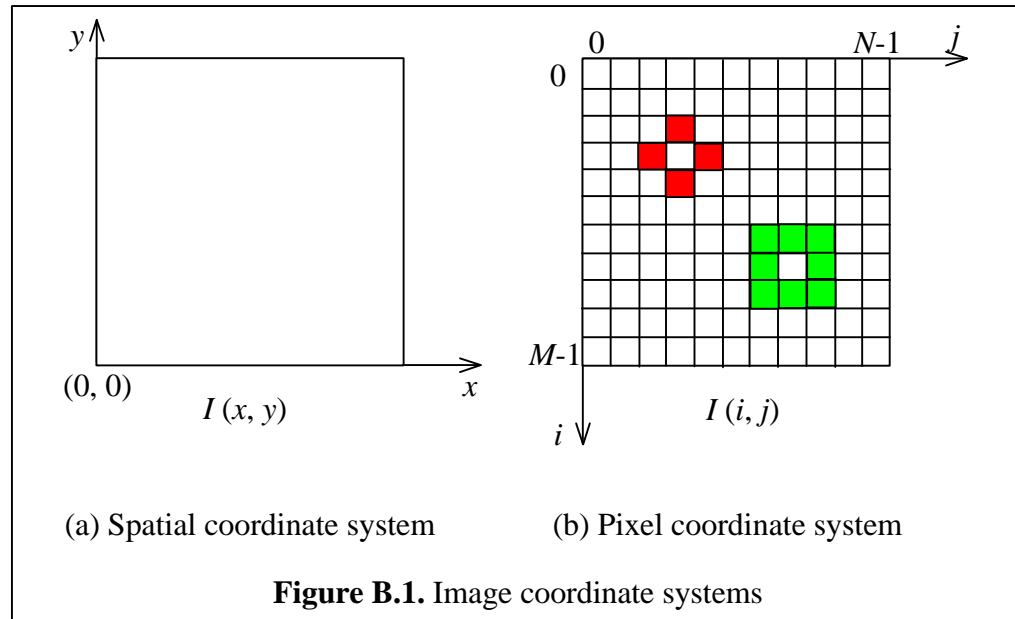 y
(0, 0)
x
I (x, y)
0
N-1
j
0
M-1
i
I (i, j)
(a) Spatial coordinate system
(b) Pixel coordinate system
Figure B.1. Image coordinate systems